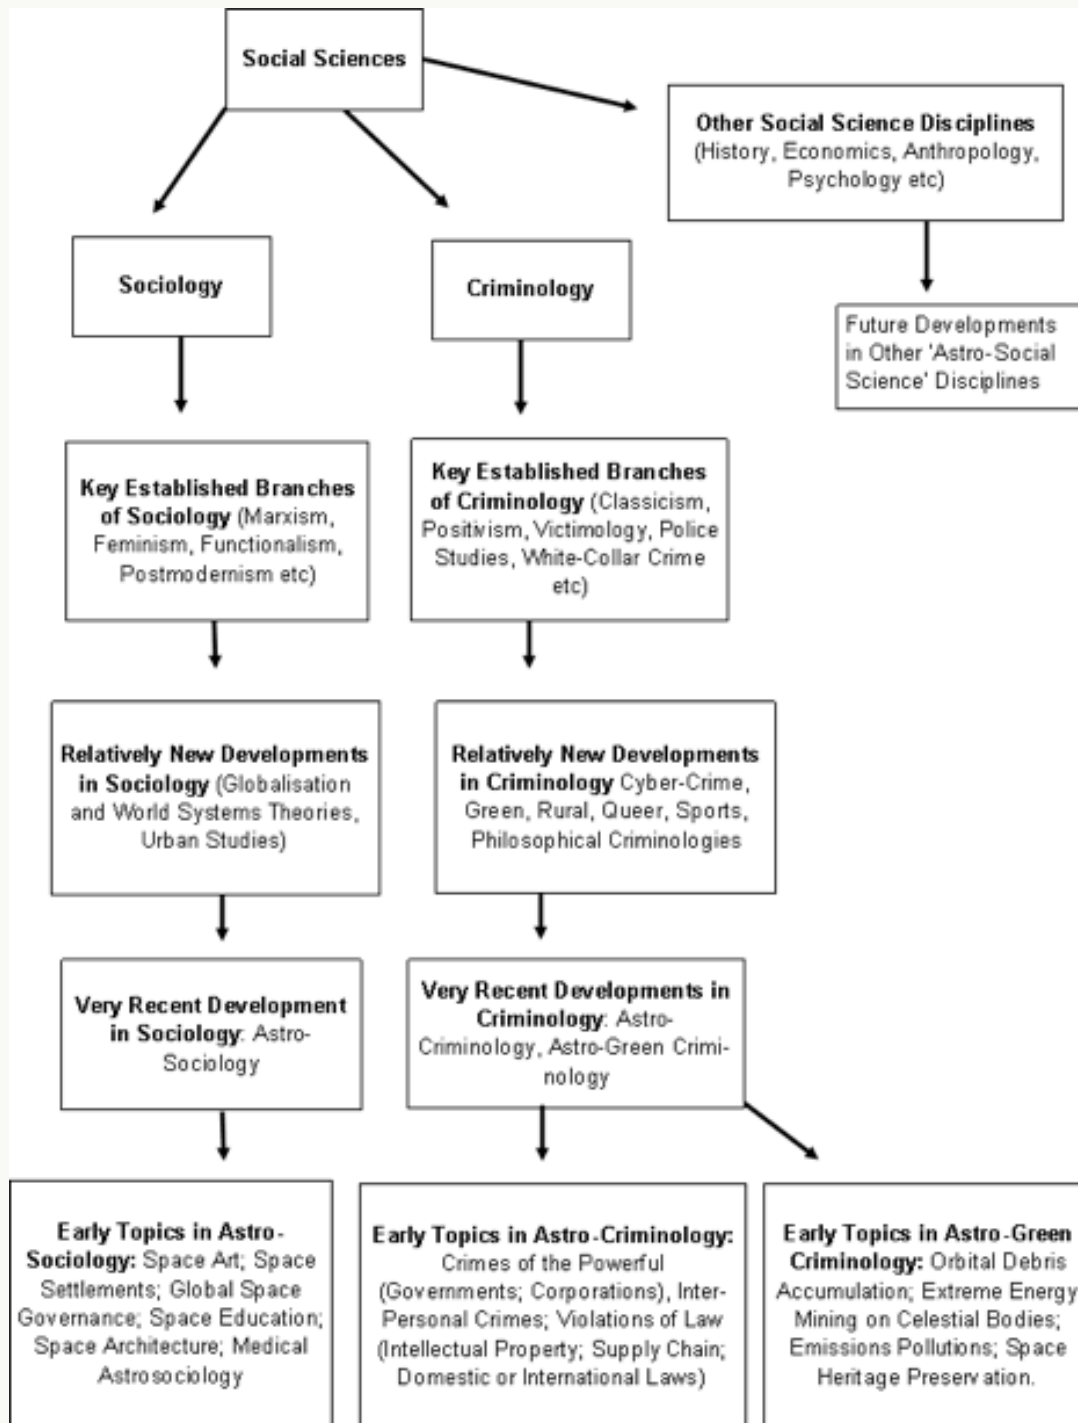 Social Sciences
Other Social Science Disciplines
(History, Economics, Anthropology,
Psychology etc)
Sociology
Criminology
Future Developments
in Other 'Astro-Social
Science' Disciplines
Key Established Branches
of Sociology (Marxism,
Feminism, Functionalism,
Postmodernism etc)
Key Established Branches
of Criminology (Classicism,
Positivism, Victimology, Police
Studies, White-Collar Crime
etc)
Relatively New Developments
in Sociology (Globalisation
and World Systems Theories,
Urban Studies)
Relatively New Developments
in Criminology Cyber-Crime,
Green, Rural, Queer, Sports,
Philosophical Criminologies
Very Recent Development
in Sociology: Astro-
Sociology
Very Recent Developments in
Criminology: Astro-
Criminology, Astro-Green Crimi-
nology
Early Topics in Astro-
Sociology: Space Art; Space
Settlements; Global Space
Governance; Space Education;
Space Architecture; Medical
Astrosociology
Early Topics in Astro-Criminology:
Crimes of the Powerful
(Governments; Corporations), Inter-
Personal Crimes; Violations of Law
(Intellectual Property; Supply Chain;
Domestic or International Laws)
Early Topics in Astro-Green
Criminology: Orbital Debris
Accumulation; Extreme Energy
Mining on Celestial Bodies;
Emissions Pollutions; Space
Heritage Preservation.